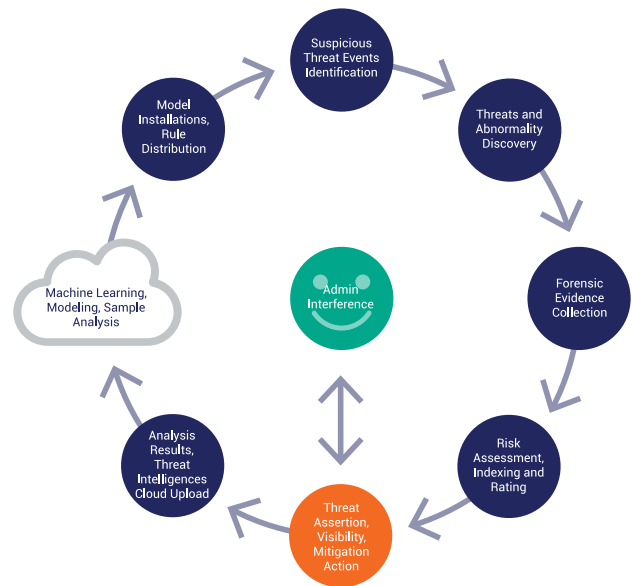 Suspicious
Threat Events
Identification
Threats and
Abnormality
Discovery
Forensic
Evidence
Collection
Risk
Assessment,
Indexing and
Rating
Threat
Assertion,
Visibility,
Mitigation
Action
Analysis
Results,
Threat
Intelligences
Cloud Upload
Machine Learning,
Modeling, Sample
Analysis
Model
Installations,
Rule
Distribution
Admin
Interference